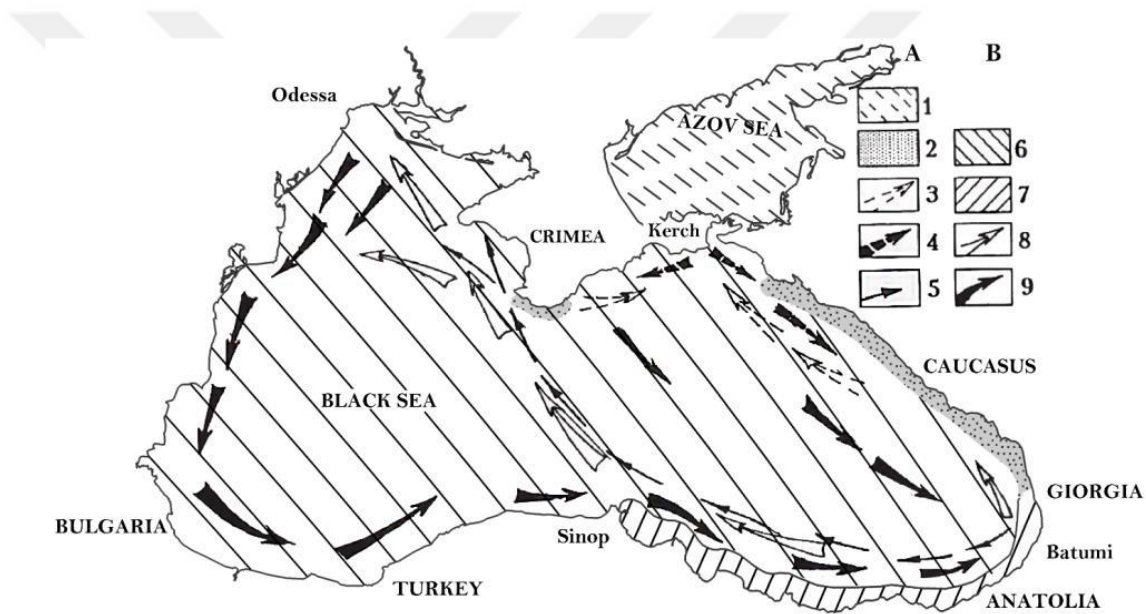 A B
Odessa
AZOV SEA
1
2 6
CRIMEA
Kerch
3 7
4 8
5 9
CAUCASUS
BLACK SEA
GIORGIA
BULGARIA
Sinop
Batumi
TURKEY
ANATOLIA